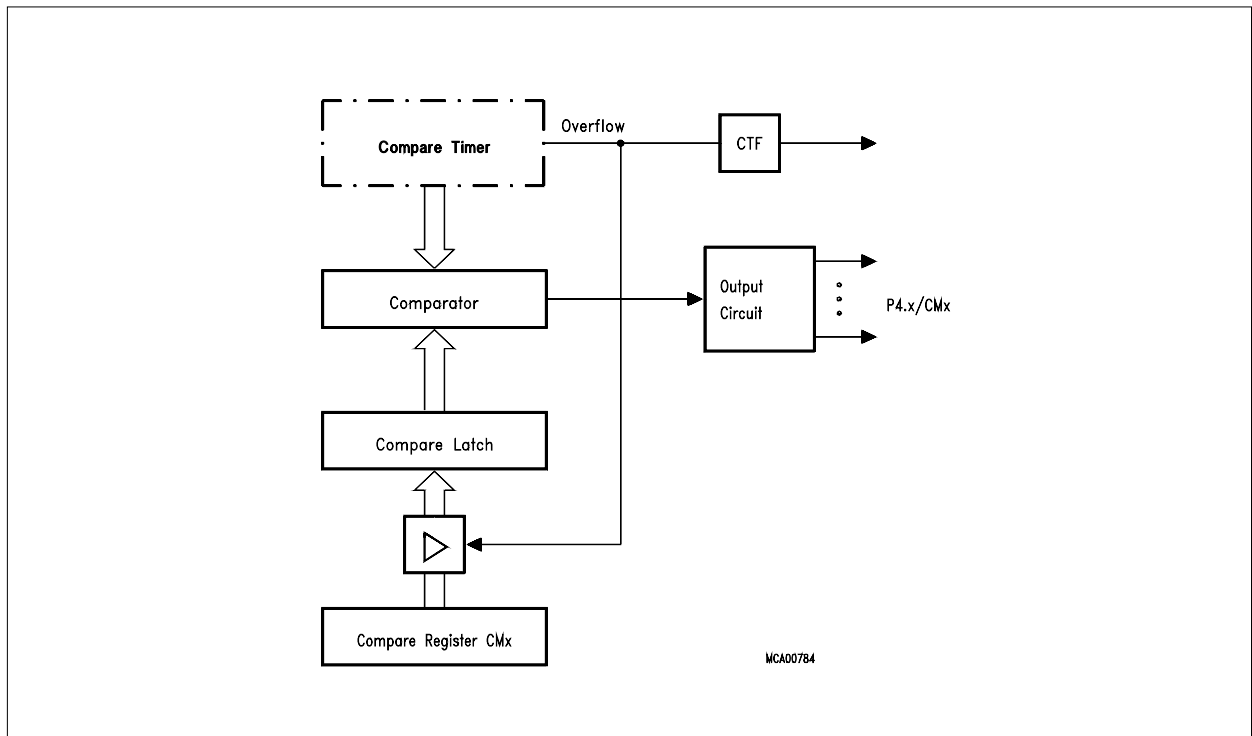 Overflow
Compare Timer
CTF
Comparator
Output
Circuit
P4.x/CMx
Compare Latch
Compare Register CMx
MCA00784